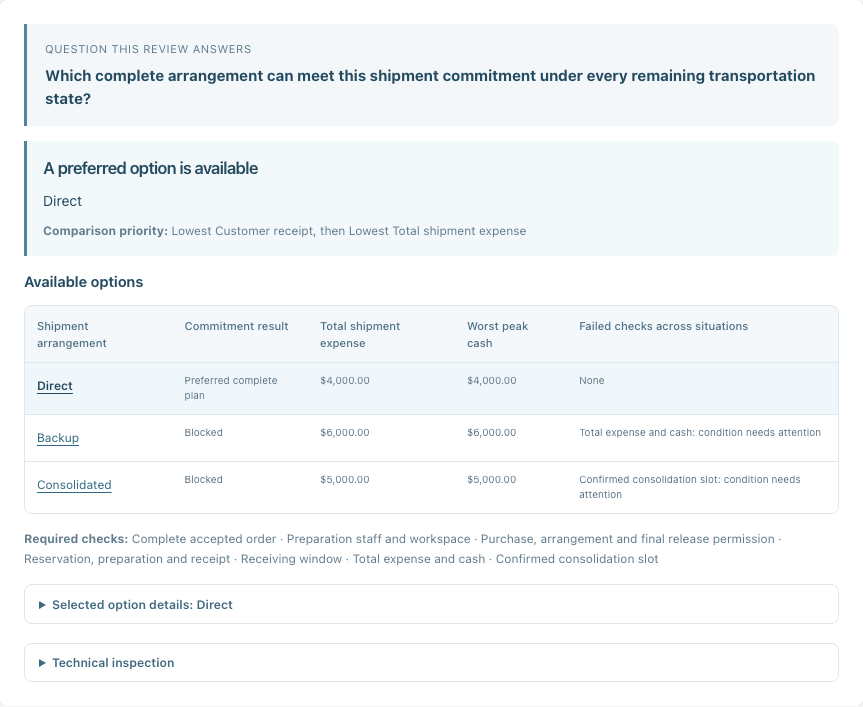 QUESTION THIS REVIEW ANSWERS
Which complete arrangement can meet this shipment commitment under every remaining transportation
state?
A preferred option is available
Direct
Comparison priority: Lowest Customer receipt, then Lowest Total shipment expense
Available options
Shipment arrangement Commitment result Total shipment expense Worst peak cash Failed checks across situations
Direct Preferred complete plan $4,000.00 $4,000.00 None
Backup Blocked $6,000.00 $6,000.00 Total expense and cash: condition needs attention
Consolidated Blocked $5,000.00 $5,000.00 Confirmed consolidation slot: condition needs attention
Required checks: Complete accepted order · Preparation staff and workspace · Purchase, arrangement and final release permission ·
Reservation, preparation and receipt · Receiving window · Total expense and cash · Confirmed consolidation slot
▶ Selected option details: Direct
▶ Technical inspection